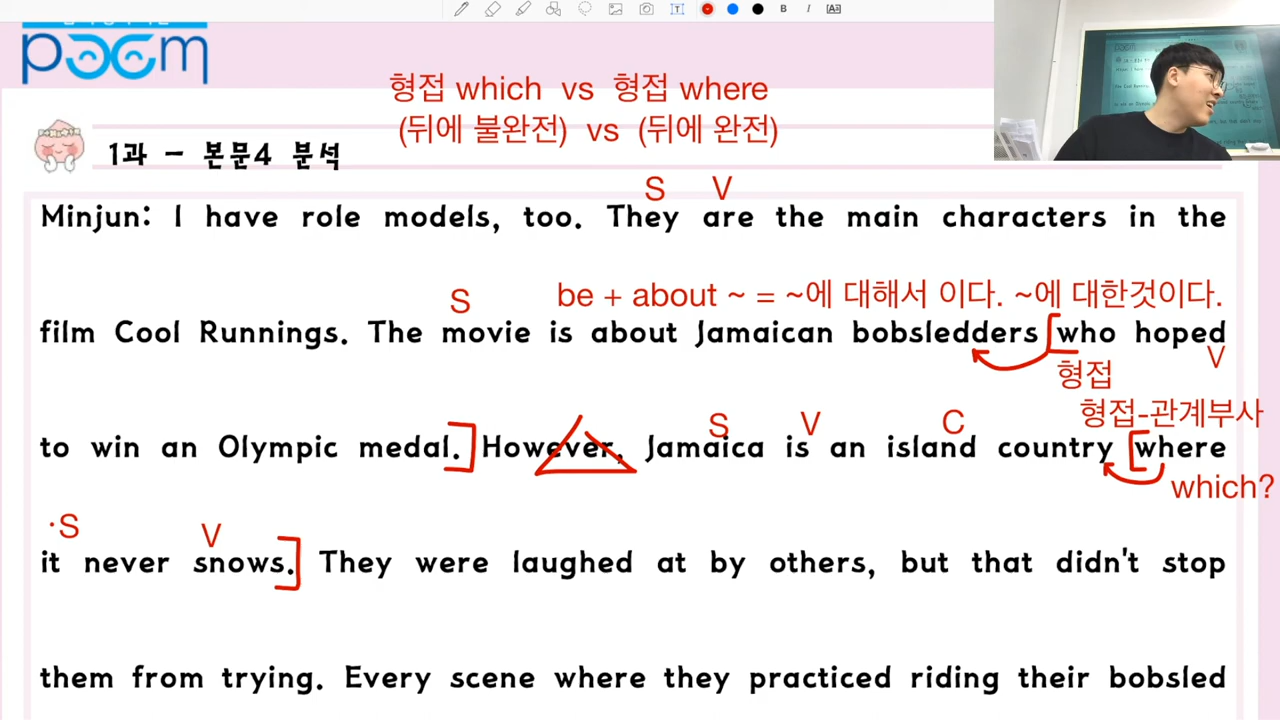 B I [A3]
poem
형접 which vs 형접 where
(뒤에 불완전) vs (뒤에 완전)
1과 - 본문4 분석
S V
Minjun: I have role models, too. They are the main characters in the
S be + about ~ = ~에 대해서 이다. ~에 대한것이다.
film Cool Runnings. The movie is about Jamaican bobsledders [who hoped
형접 V
S V C 형접-관계부사
to win an Olympic medal.] However, Jamaica is an island country [where
which?
·S V
it never snows.] They were laughed at by others, but that didn't stop
them from trying. Every scene where they practiced riding their bobsled